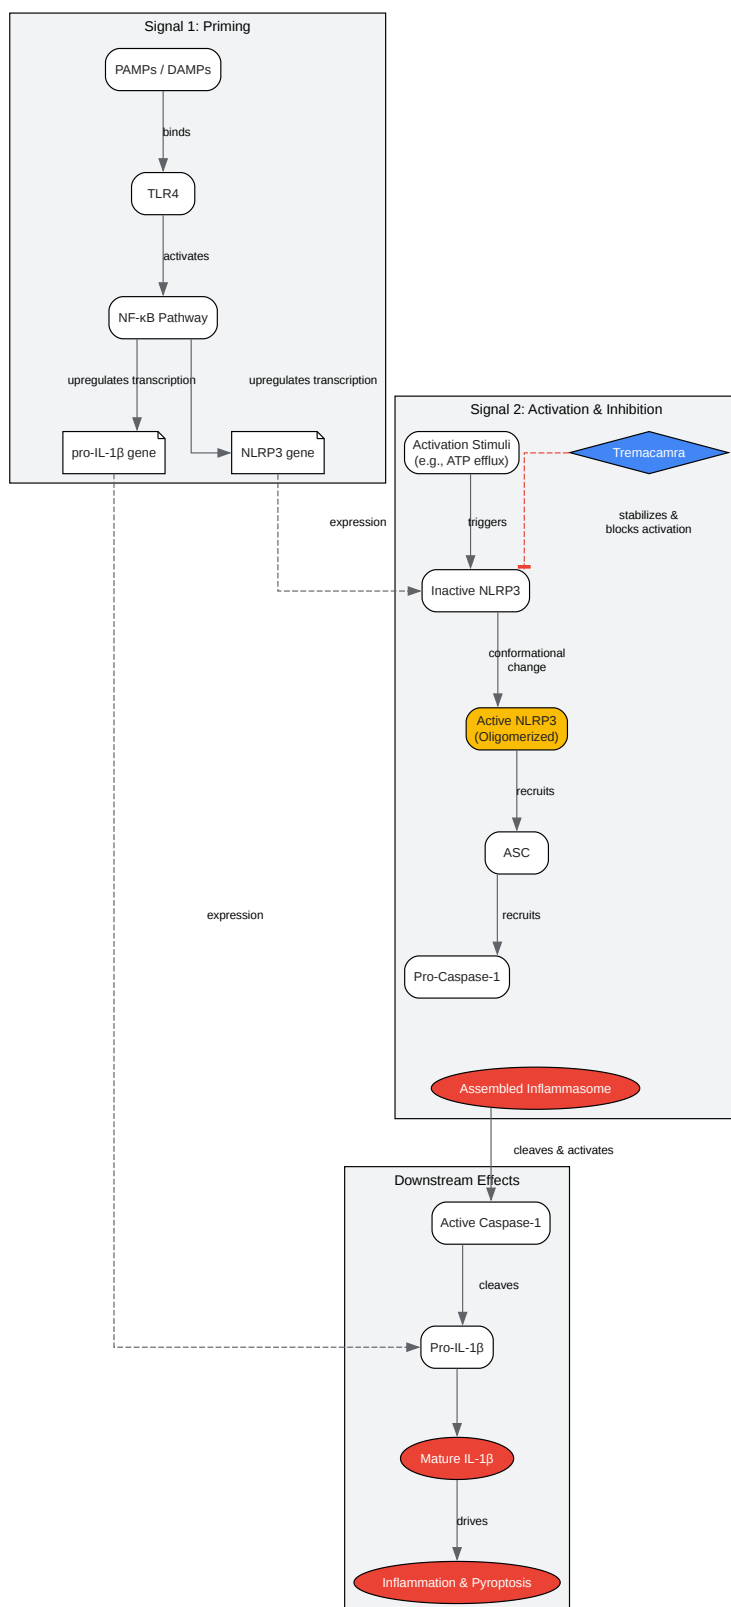 Signal 1: Priming
PAMPs / DAMPs
binds
TLR4
activates
NF-κB Pathway
upregulates transcription
upregulates transcription
pro-IL-1β gene
NLRP3 gene
expression
expression
Signal 2: Activation & Inhibition
Activation Stimuli
(e.g., ATP efflux)
Tremacamra
triggers
stabilizes &
blocks activation
Inactive NLRP3
conformational
change
Active NLRP3
(Oligomerized)
recruits
ASC
recruits
Pro-Caspase-1
Assembled Inflammasome
cleaves & activates
Downstream Effects
Active Caspase-1
cleaves
Pro-IL-1β
Mature IL-1β
drives
Inflammation & Pyroptosis